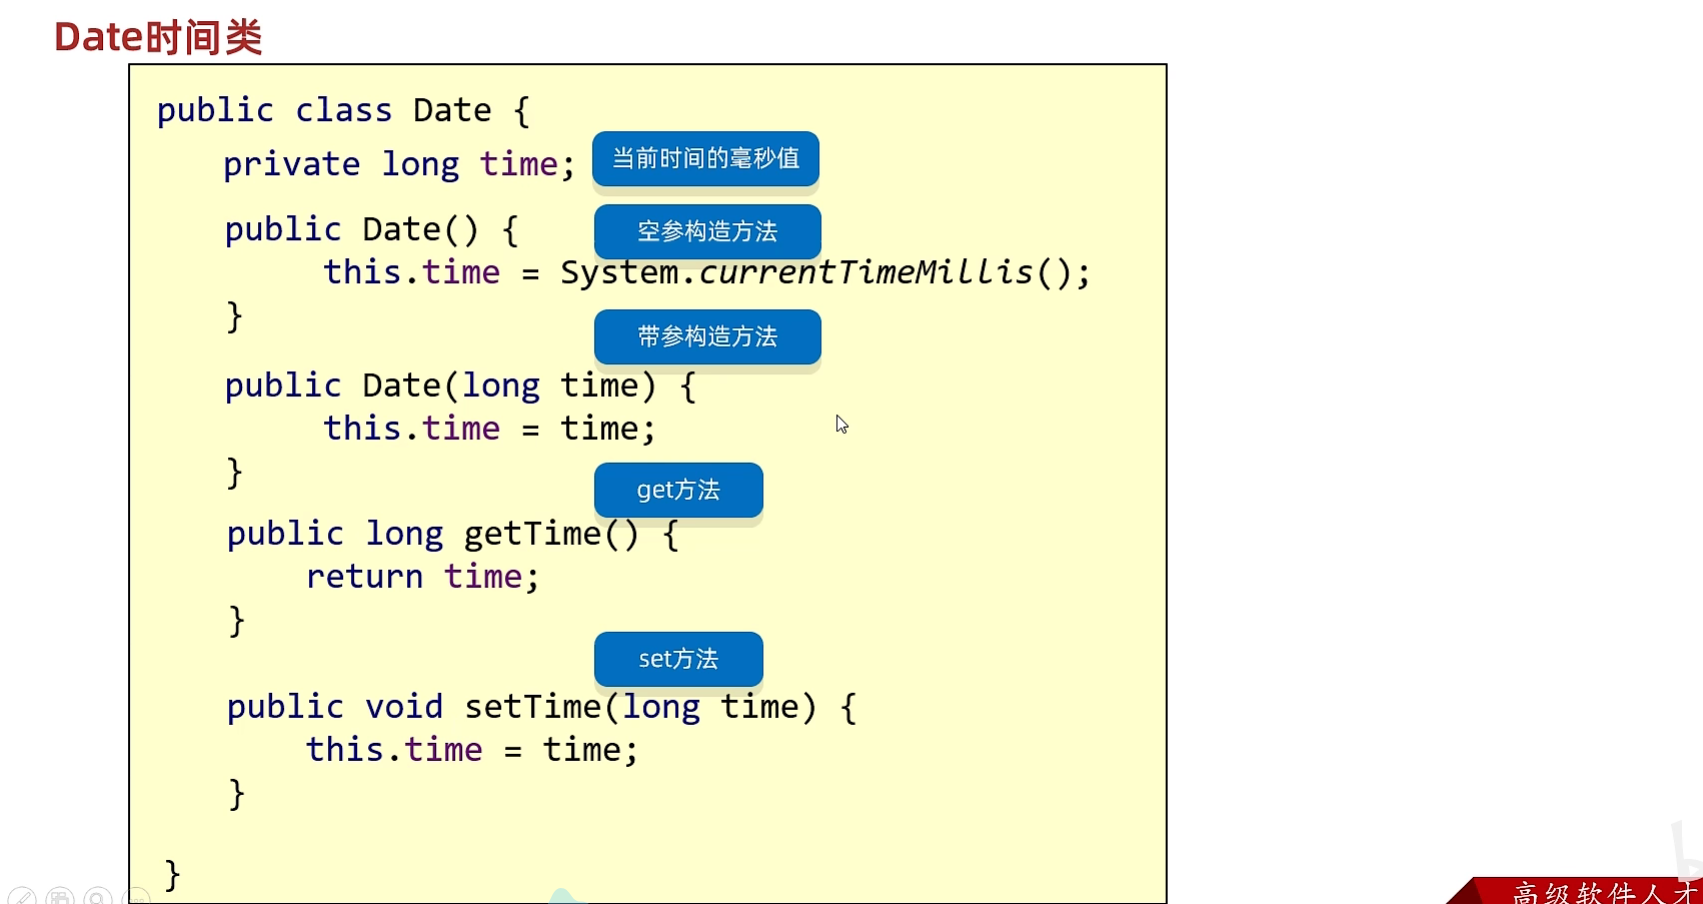 Date时间类
public class Date {
private long time;
当前时间的毫秒值
空参构造方法
public Date() {
this.time = System.currentTimeMillis();
}
带参构造方法
public Date(long time) {
this.time = time;
}
get方法
public long getTime() {
return time;
}
set方法
public void setTime(long time) {
this.time = time;
}
}
高级软件人才